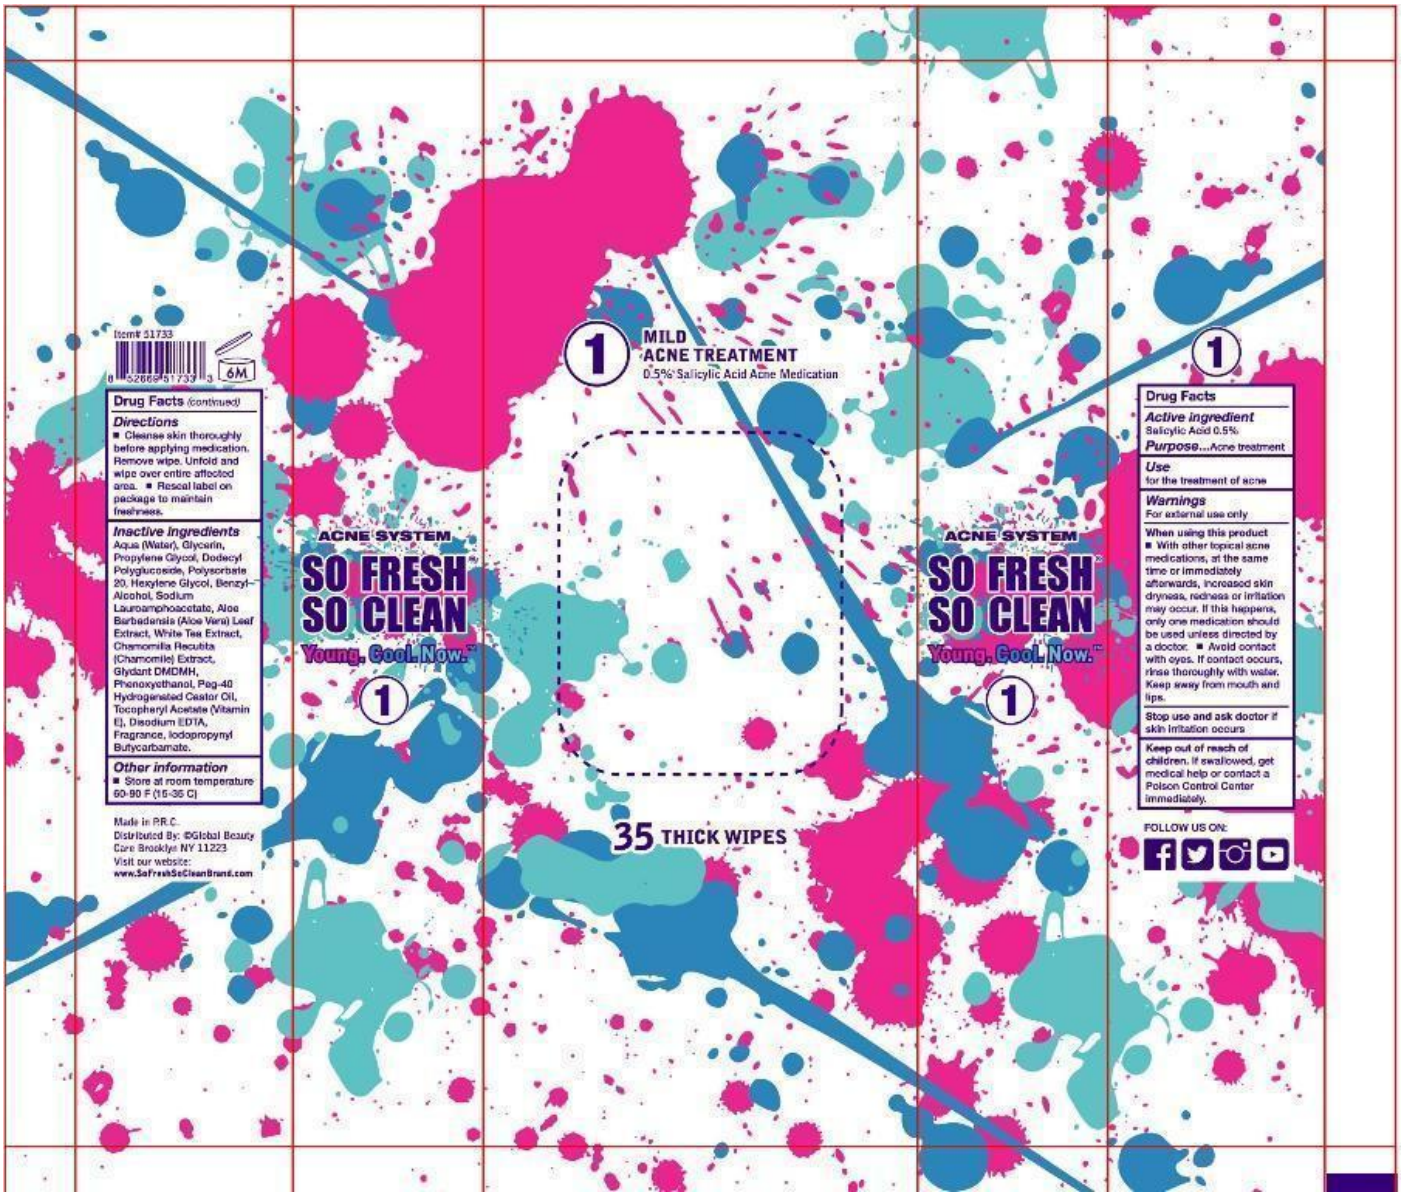 Item# 51733
8 52669 51733 3
6M
Drug Facts (continued)
Directions
■ Cleanse skin thoroughly
before applying medication.
Remove wipe. Unfold and
wipe over entire affected
area. ■ Reseal label on
package to maintain
freshness.
Inactive Ingredients
Aqua (Water), Glycerin,
Propylene Glycol, Dodecyl
Polyglucoside, Polysorbate
20, Hexylene Glycol, Benzyl-
Alcohol, Sodium
Lauroamphoacetate, Aloe
Barbadensis (Aloe Vera) Leaf
Extract, White Tea Extract,
Chamomilla Recutita
(Chamomile) Extract,
Glydant DMDMH,
Phenoxyethanol, Peg-40
Hydrogenated Castor Oil,
Tocopheryl Acetate (Vitamin
E), Disodium EDTA,
Fragrance, Iodopropynyl
Butycarbamate.
Other information
■ Store at room temperature
60-90 F (15-35 C)
Made in P.R.C.
Distributed By: ©Global Beauty
Care Brooklyn NY 11223
Visit our website:
www.SoFreshSoCleanBrand.com
ACNE SYSTEM
SO FRESH™
SO CLEAN
Young. Cool. Now.™
1
1
MILD
ACNE TREATMENT
0.5% Salicylic Acid Acne Medication
35 THICK WIPES
ACNE SYSTEM
SO FRESH™
SO CLEAN
Young. Cool. Now.™
1
1
Drug Facts
Active ingredient
Salicylic Acid 0.5%
Purpose...Acne treatment
Use
for the treatment of acne
Warnings
For external use only
When using this product
■ With other topical acne
medications, at the same
time or immediately
afterwards, increased skin
dryness, redness or irritation
may occur. If this happens,
only one medication should
be used unless directed by
a doctor. ■ Avoid contact
with eyes. If contact occurs,
rinse thoroughly with water.
Keep away from mouth and
lips.
Stop use and ask doctor if
skin irritation occurs
Keep out of reach of
children. If swallowed, get
medical help or contact a
Poison Control Center
immediately.
FOLLOW US ON: